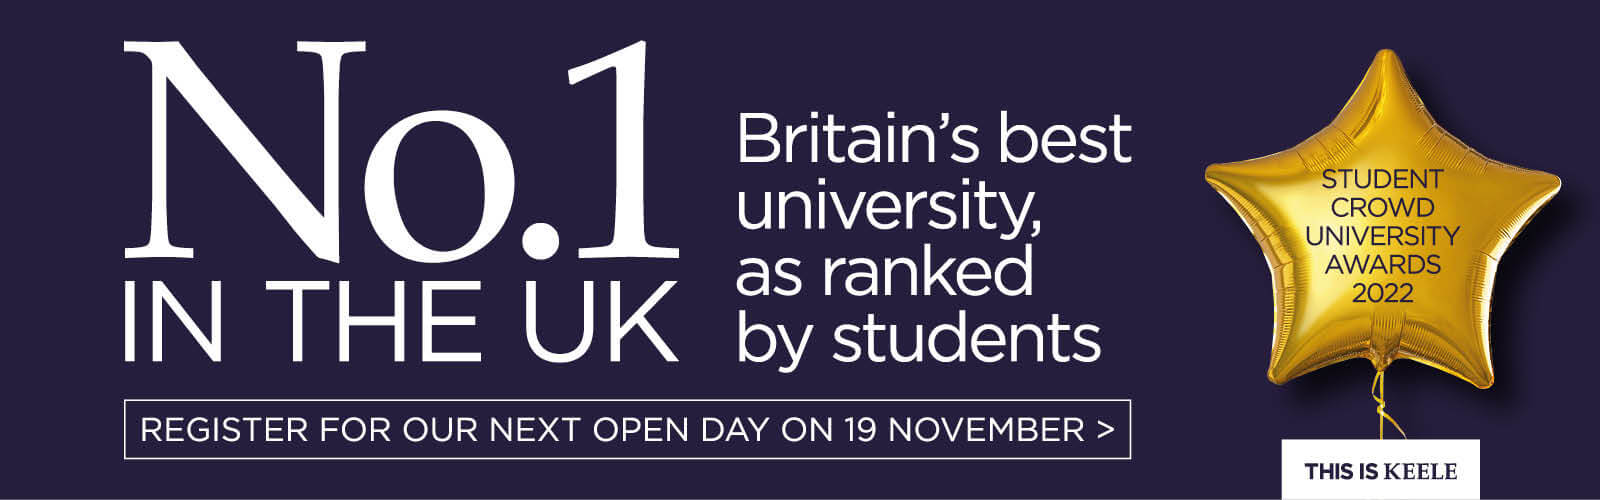 No.1
IN THE UK
Britain’s best
university,
as ranked
by students
REGISTER FOR OUR NEXT OPEN DAY ON 19 NOVEMBER >
STUDENT
CROWD
UNIVERSITY
AWARDS
2022
THIS IS KEELE